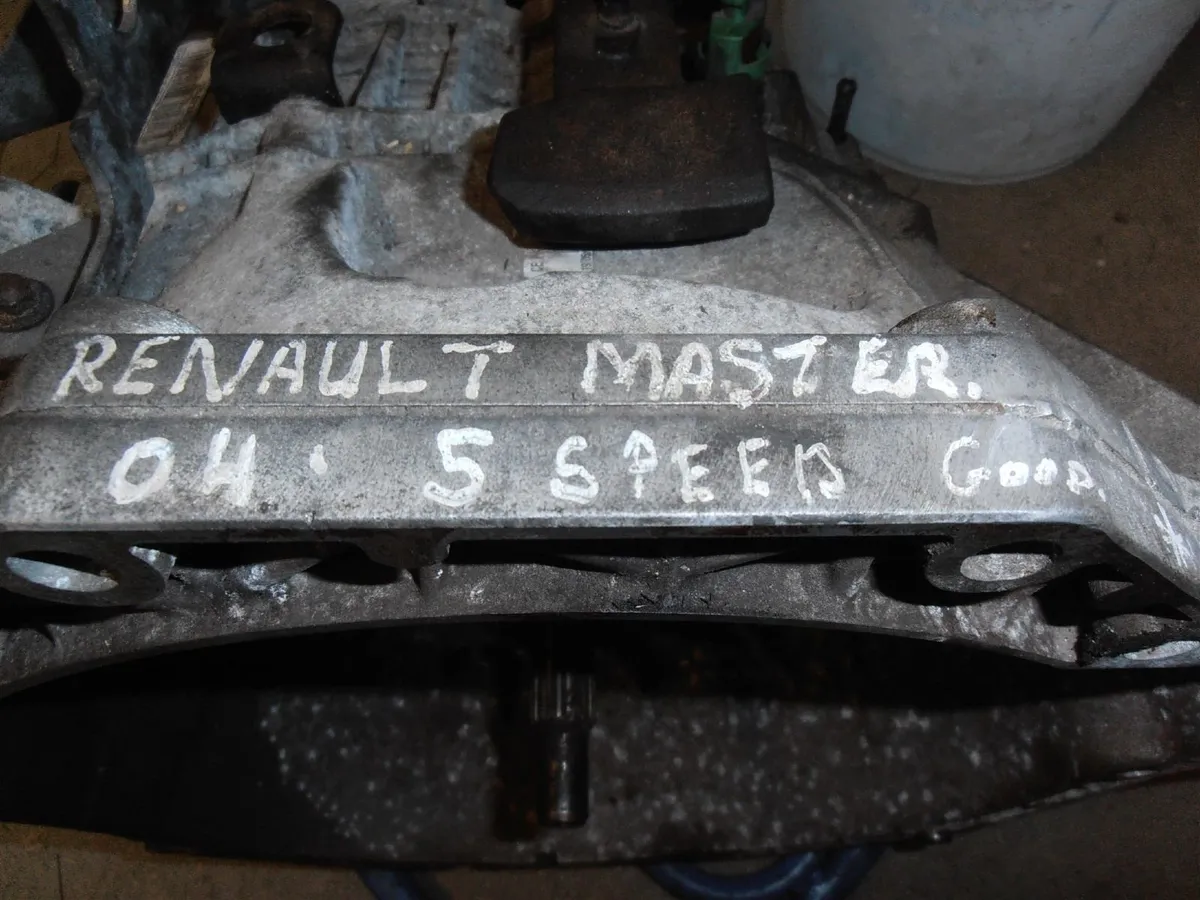 RENAULT MASTER.
04. 5 SPEED GOOD.